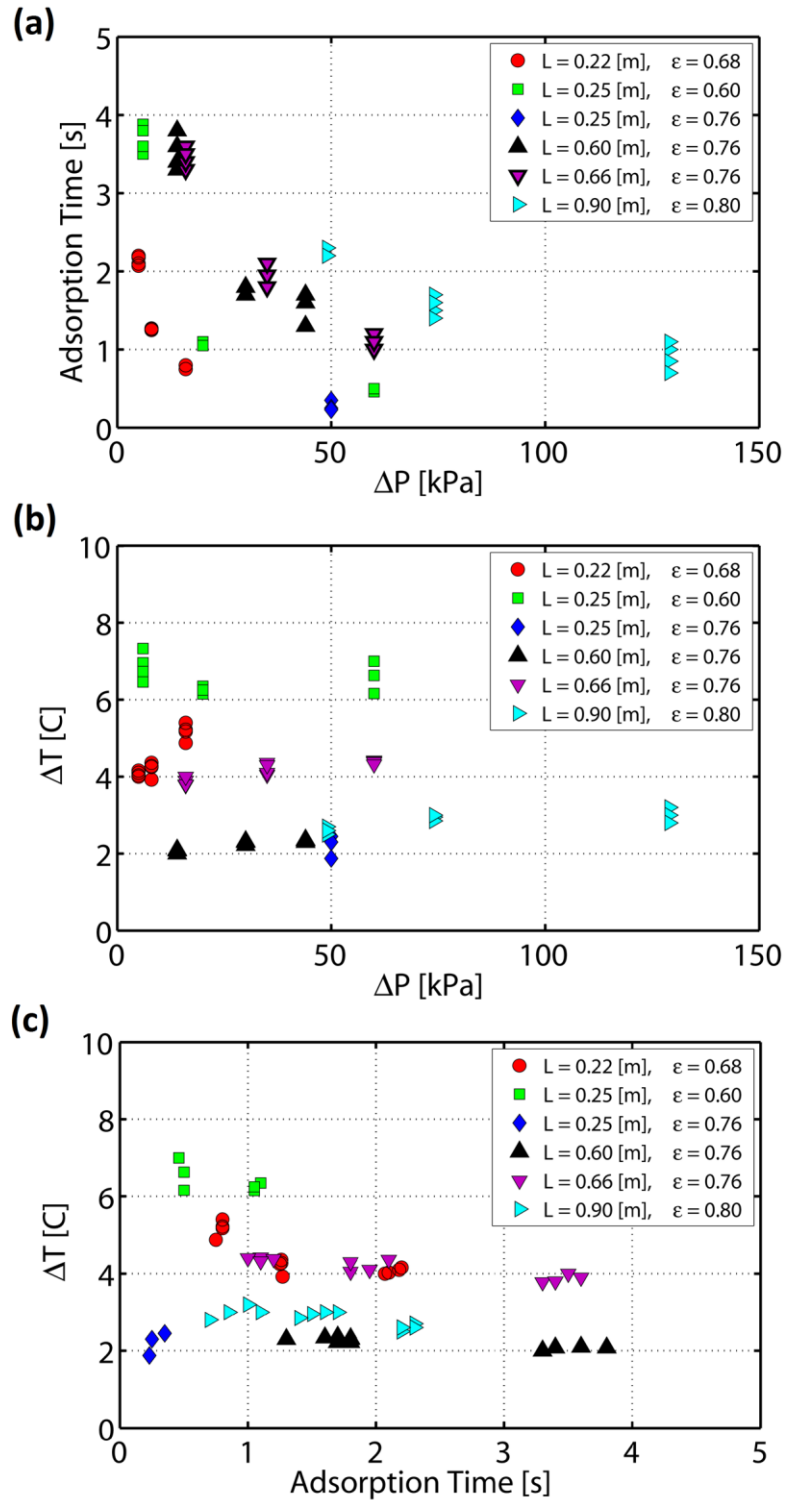 (a)
5
4
3
2
1
0
Adsorption Time [s]
L = 0.22 [m], ε = 0.68
L = 0.25 [m], ε = 0.60
L = 0.25 [m], ε = 0.76
L = 0.60 [m], ε = 0.76
L = 0.66 [m], ε = 0.76
L = 0.90 [m], ε = 0.80
0 50 100 150
ΔP [kPa]
(b)
10
8
6
4
2
0
ΔT [C]
L = 0.22 [m], ε = 0.68
L = 0.25 [m], ε = 0.60
L = 0.25 [m], ε = 0.76
L = 0.60 [m], ε = 0.76
L = 0.66 [m], ε = 0.76
L = 0.90 [m], ε = 0.80
0 50 100 150
ΔP [kPa]
(c)
10
8
6
4
2
0
ΔT [C]
L = 0.22 [m], ε = 0.68
L = 0.25 [m], ε = 0.60
L = 0.25 [m], ε = 0.76
L = 0.60 [m], ε = 0.76
L = 0.66 [m], ε = 0.76
L = 0.90 [m], ε = 0.80
0 1 2 3 4 5
Adsorption Time [s]